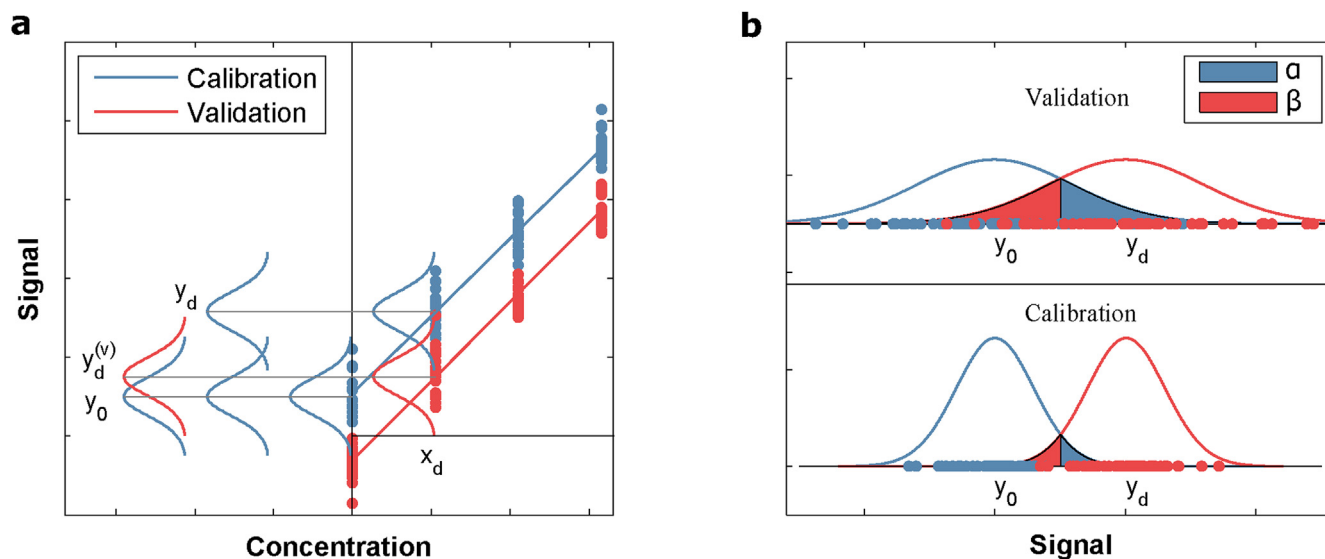 a
Calibration
Validation
y_d
y_d^(v)
y_0
x_d
Signal
Concentration
b
α
β
Validation
y_0
y_d
Calibration
y_0
y_d
Signal